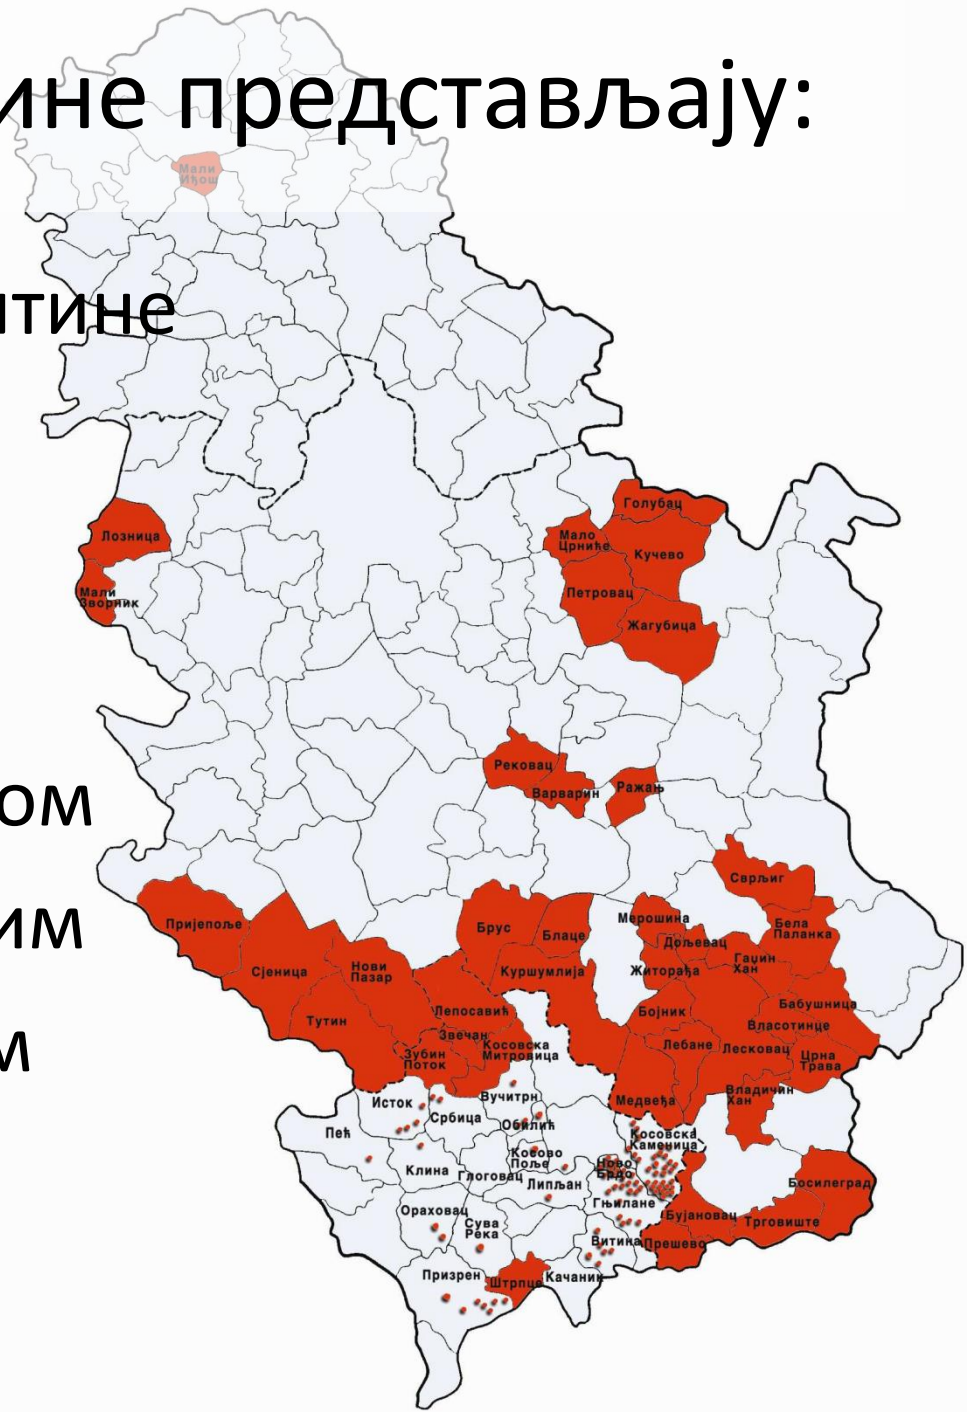 ине представљају:
Мали
Иђош
нтине
Голубац
Лозница
Мало
Црниће
Кучево
Мали
Зворник
Петровац
Жагубица
Рековац
Варварин
Ражањ
ом
Сврљиг
им
Пријепоље
Брус
Блаце
Мерошина
Дољевац
Бела
Паланка
Сјеница
Нови
Пазар
Куршумлија
Житорађа
Гаџин
Хан
Тутин
Лепосавић
Бојник
Бабушница
Власотинце
м
Звечан
Зубин
Поток
Косовска
Митровица
Лебане
Лесковац
Црна
Трава
Исток
Вучитрн
Медвеђа
Владичин
Хан
Србица
Обилић
Пећ
Косовска
Каменица
Клина
Глоговац
Косово
Поље
Липљан
Ново
Брдо
Босилеград
Ораховац
Сува
Река
Гњилане
Бујановац
Трговиште
Витина
Прешево
Призрен
Штрпце
Качаник